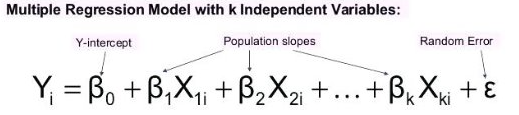 Multiple Regression Model with k Independent Variables:
Y-intercept Population slopes Random Error
Yᵢ = β₀ + β₁X₁ᵢ + β₂X₂ᵢ + ... + βₖXₖᵢ + ε